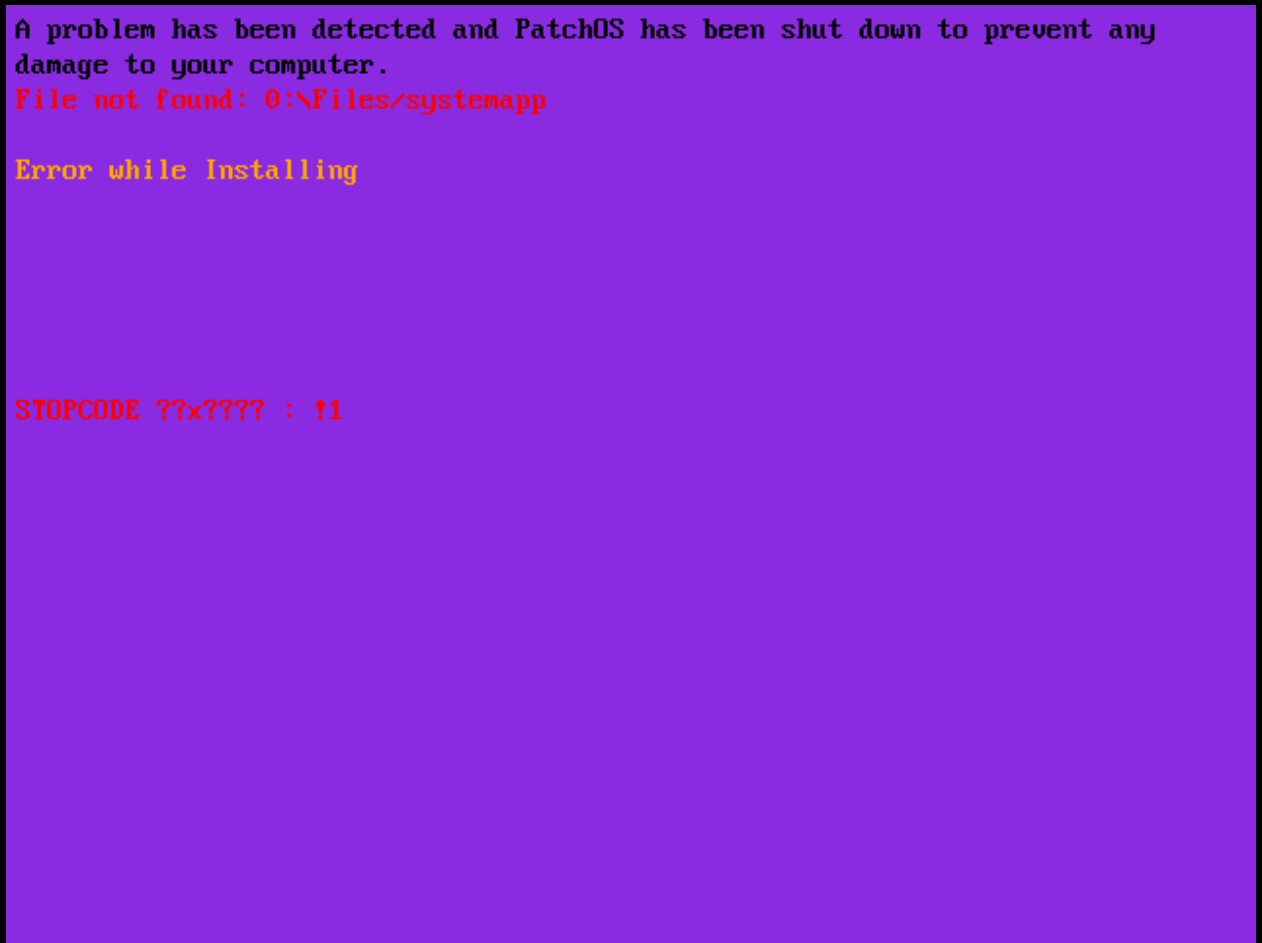 A problem has been detected and PatchOS has been shut down to prevent any
damage to your computer.
File not found: 0:\Files/systemapp
Error while Installing
STOPCODE ??x???? : !1